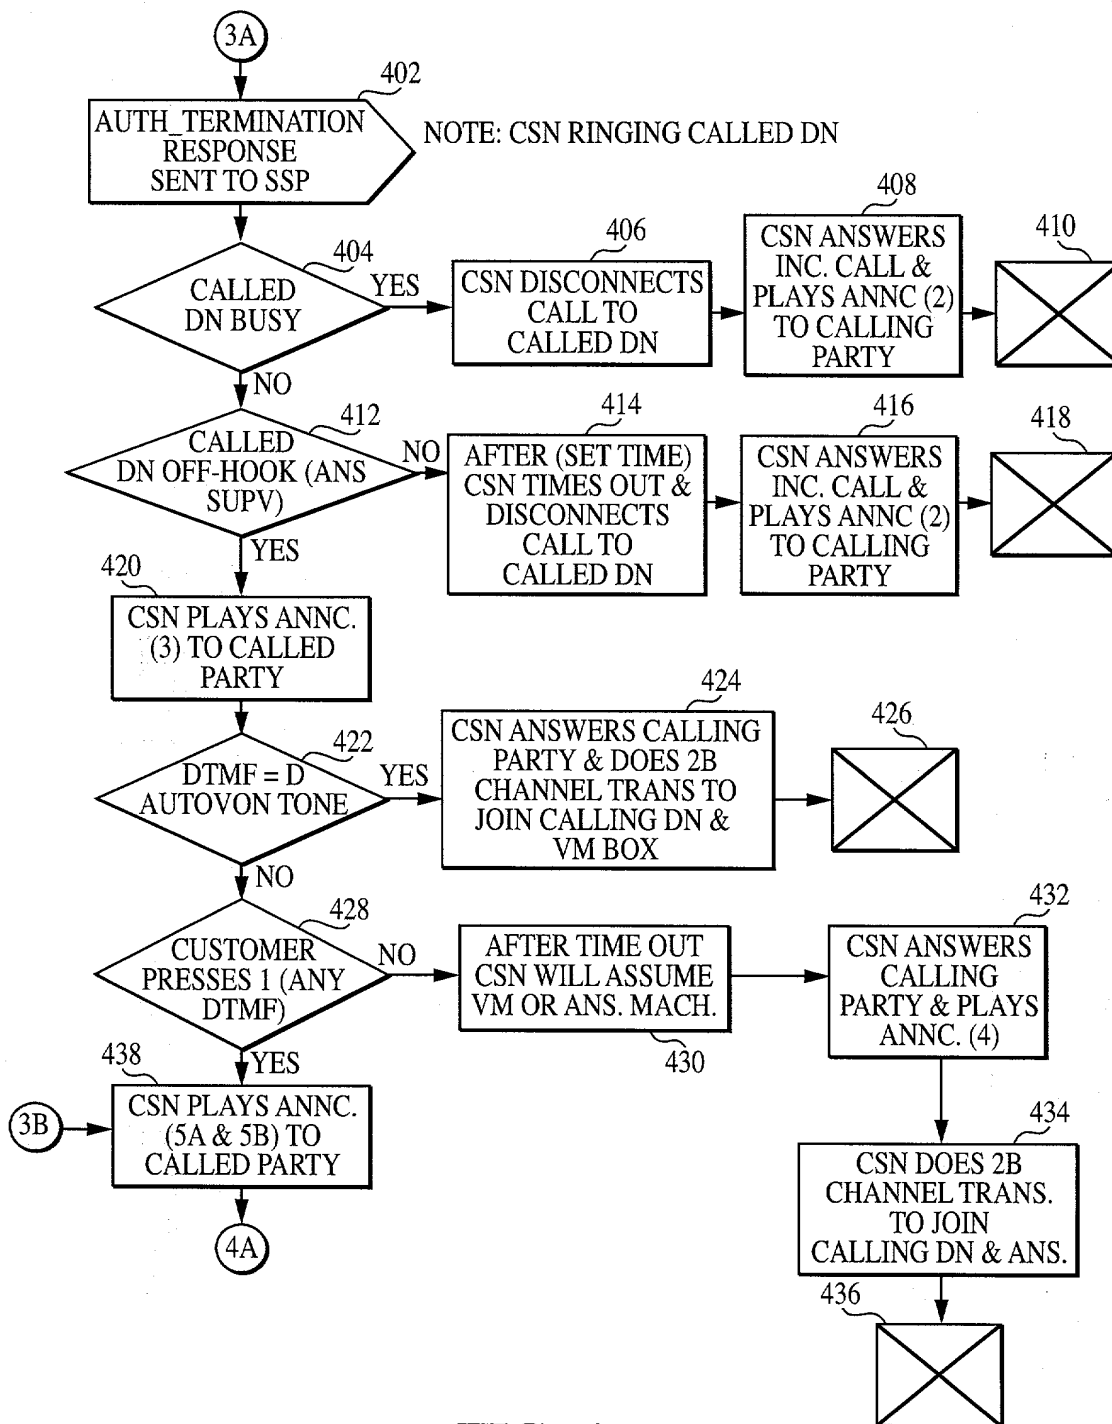 3A
402
AUTH_TERMINATION
RESPONSE
SENT TO SSP
NOTE: CSN RINGING CALLED DN
404
CALLED
DN BUSY
YES
NO
406
CSN DISCONNECTS
CALL TO
CALLED DN
408
CSN ANSWERS
INC. CALL &
PLAYS ANNC (2)
TO CALLING
PARTY
410
412
CALLED
DN OFF-HOOK (ANS
SUPV)
NO
YES
414
AFTER (SET TIME)
CSN TIMES OUT &
DISCONNECTS
CALL TO
CALLED DN
416
CSN ANSWERS
INC. CALL &
PLAYS ANNC (2)
TO CALLING
PARTY
418
420
CSN PLAYS ANNC.
(3) TO CALLED
PARTY
422
DTMF = D
AUTOVON TONE
YES
NO
424
CSN ANSWERS CALLING
PARTY & DOES 2B
CHANNEL TRANS TO
JOIN CALLING DN &
VM BOX
426
428
CUSTOMER
PRESSES 1 (ANY
DTMF)
NO
YES
AFTER TIME OUT
CSN WILL ASSUME
VM OR ANS. MACH.
430
432
CSN ANSWERS
CALLING
PARTY & PLAYS
ANNC. (4)
434
CSN DOES 2B
CHANNEL TRANS.
TO JOIN
CALLING DN & ANS.
436
438
3B
CSN PLAYS ANNC.
(5A & 5B) TO
CALLED PARTY
4A